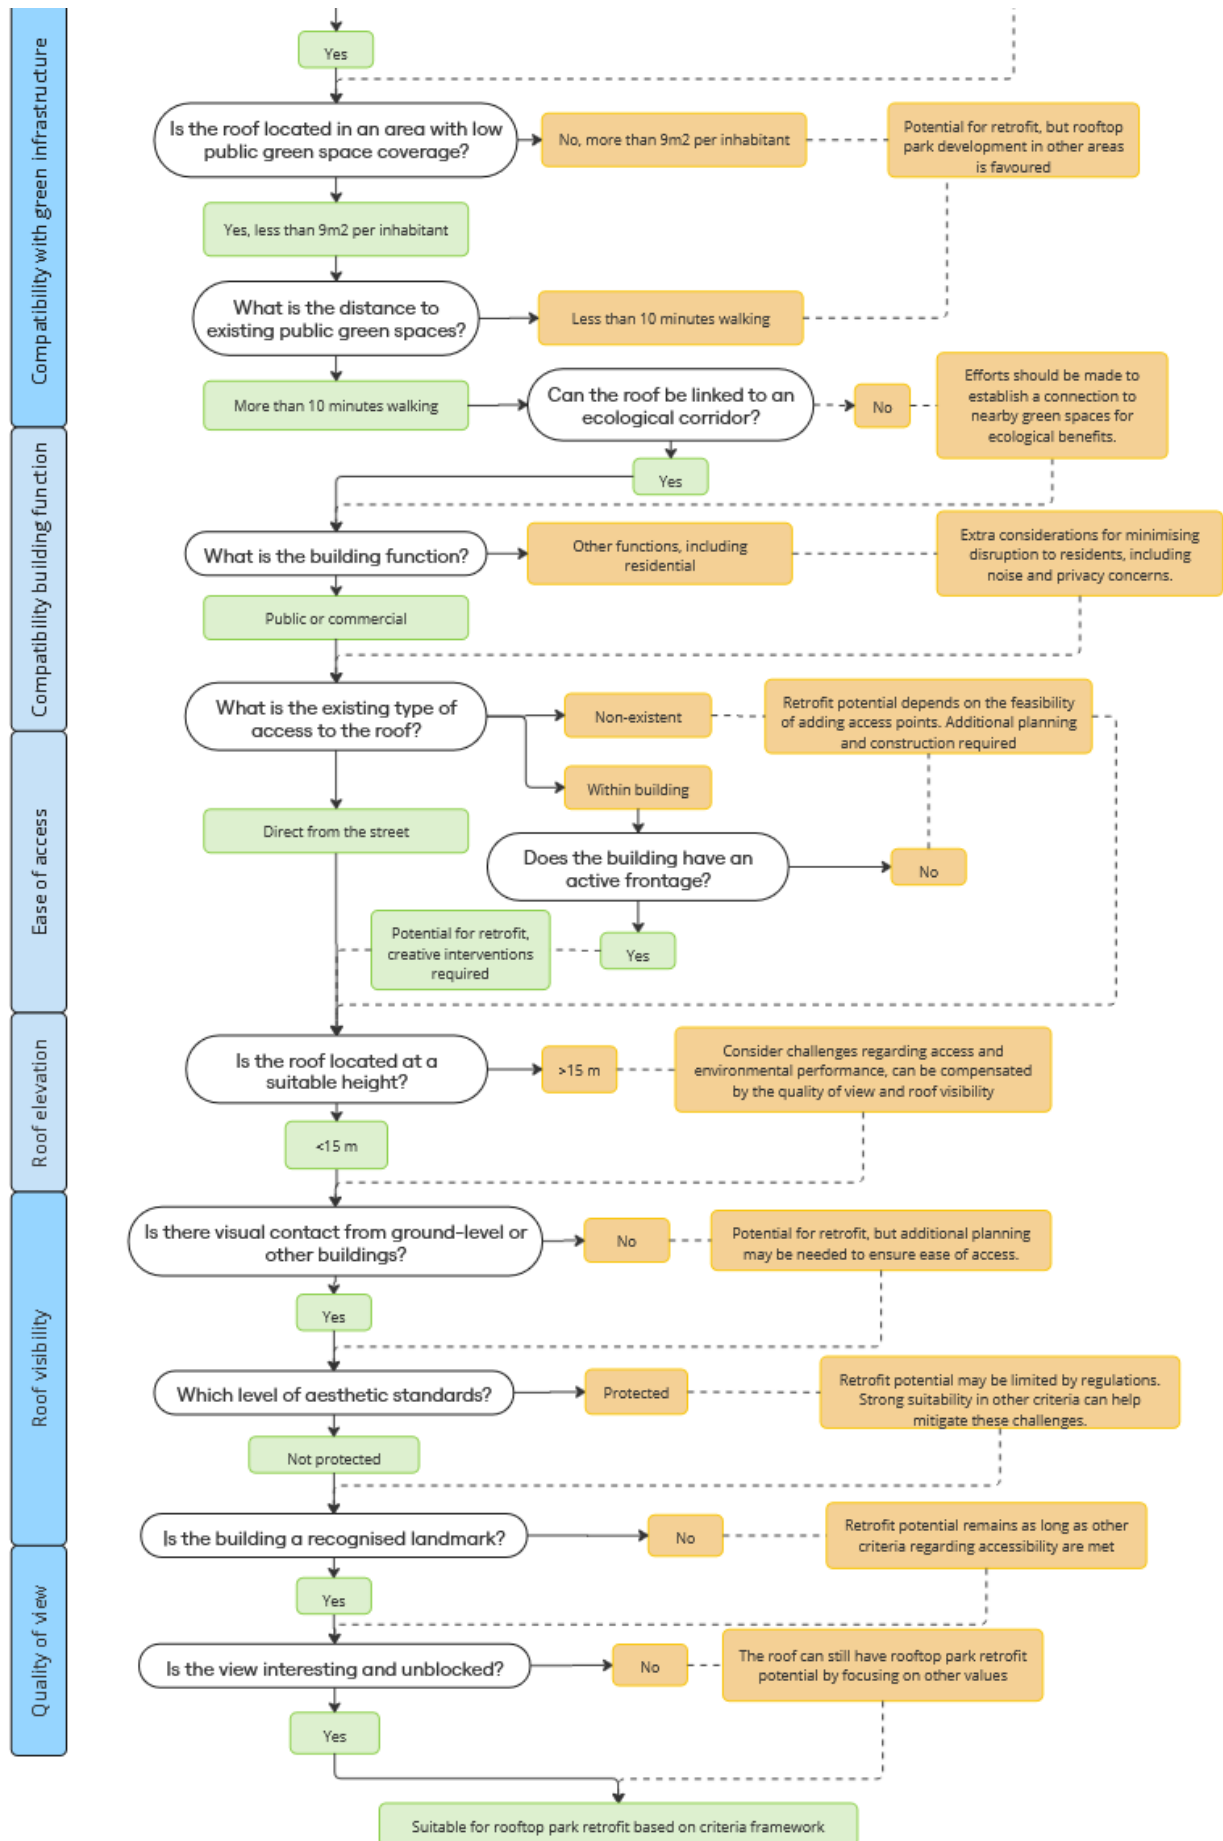 Yes
Compatibility with green infrastructure
Is the roof located in an area with low
public green space coverage?
No, more than 9m2 per inhabitant
Potential for retrofit, but rooftop
park development in other areas
is favoured
Yes, less than 9m2 per inhabitant
What is the distance to
existing public green spaces?
Less than 10 minutes walking
More than 10 minutes walking
Can the roof be linked to an
ecological corridor?
No
Efforts should be made to
establish a connection to
nearby green spaces for
ecological benefits.
Yes
Compatibility building function
What is the building function?
Other functions, including
residential
Extra considerations for minimising
disruption to residents, including
noise and privacy concerns.
Public or commercial
What is the existing type of
access to the roof?
Non-existent
Retrofit potential depends on the feasibility
of adding access points. Additional planning
and construction required
Within building
Ease of access
Direct from the street
Does the building have an
active frontage?
No
Potential for retrofit,
creative interventions
required
Yes
Roof elevation
Is the roof located at a
suitable height?
>15 m
Consider challenges regarding access and
environmental performance, can be compensated
by the quality of view and roof visibility
<15 m
Roof visibility
Is there visual contact from ground-level or
other buildings?
No
Potential for retrofit, but additional planning
may be needed to ensure ease of access.
Yes
Which level of aesthetic standards?
Protected
Retrofit potential may be limited by regulations.
Strong suitability in other criteria can help
mitigate these challenges.
Not protected
Is the building a recognised landmark?
No
Retrofit potential remains as long as other
criteria regarding accessibility are met
Yes
Quality of view
Is the view interesting and unblocked?
No
The roof can still have rooftop park retrofit
potential by focusing on other values
Yes
Suitable for rooftop park retrofit based on criteria framework